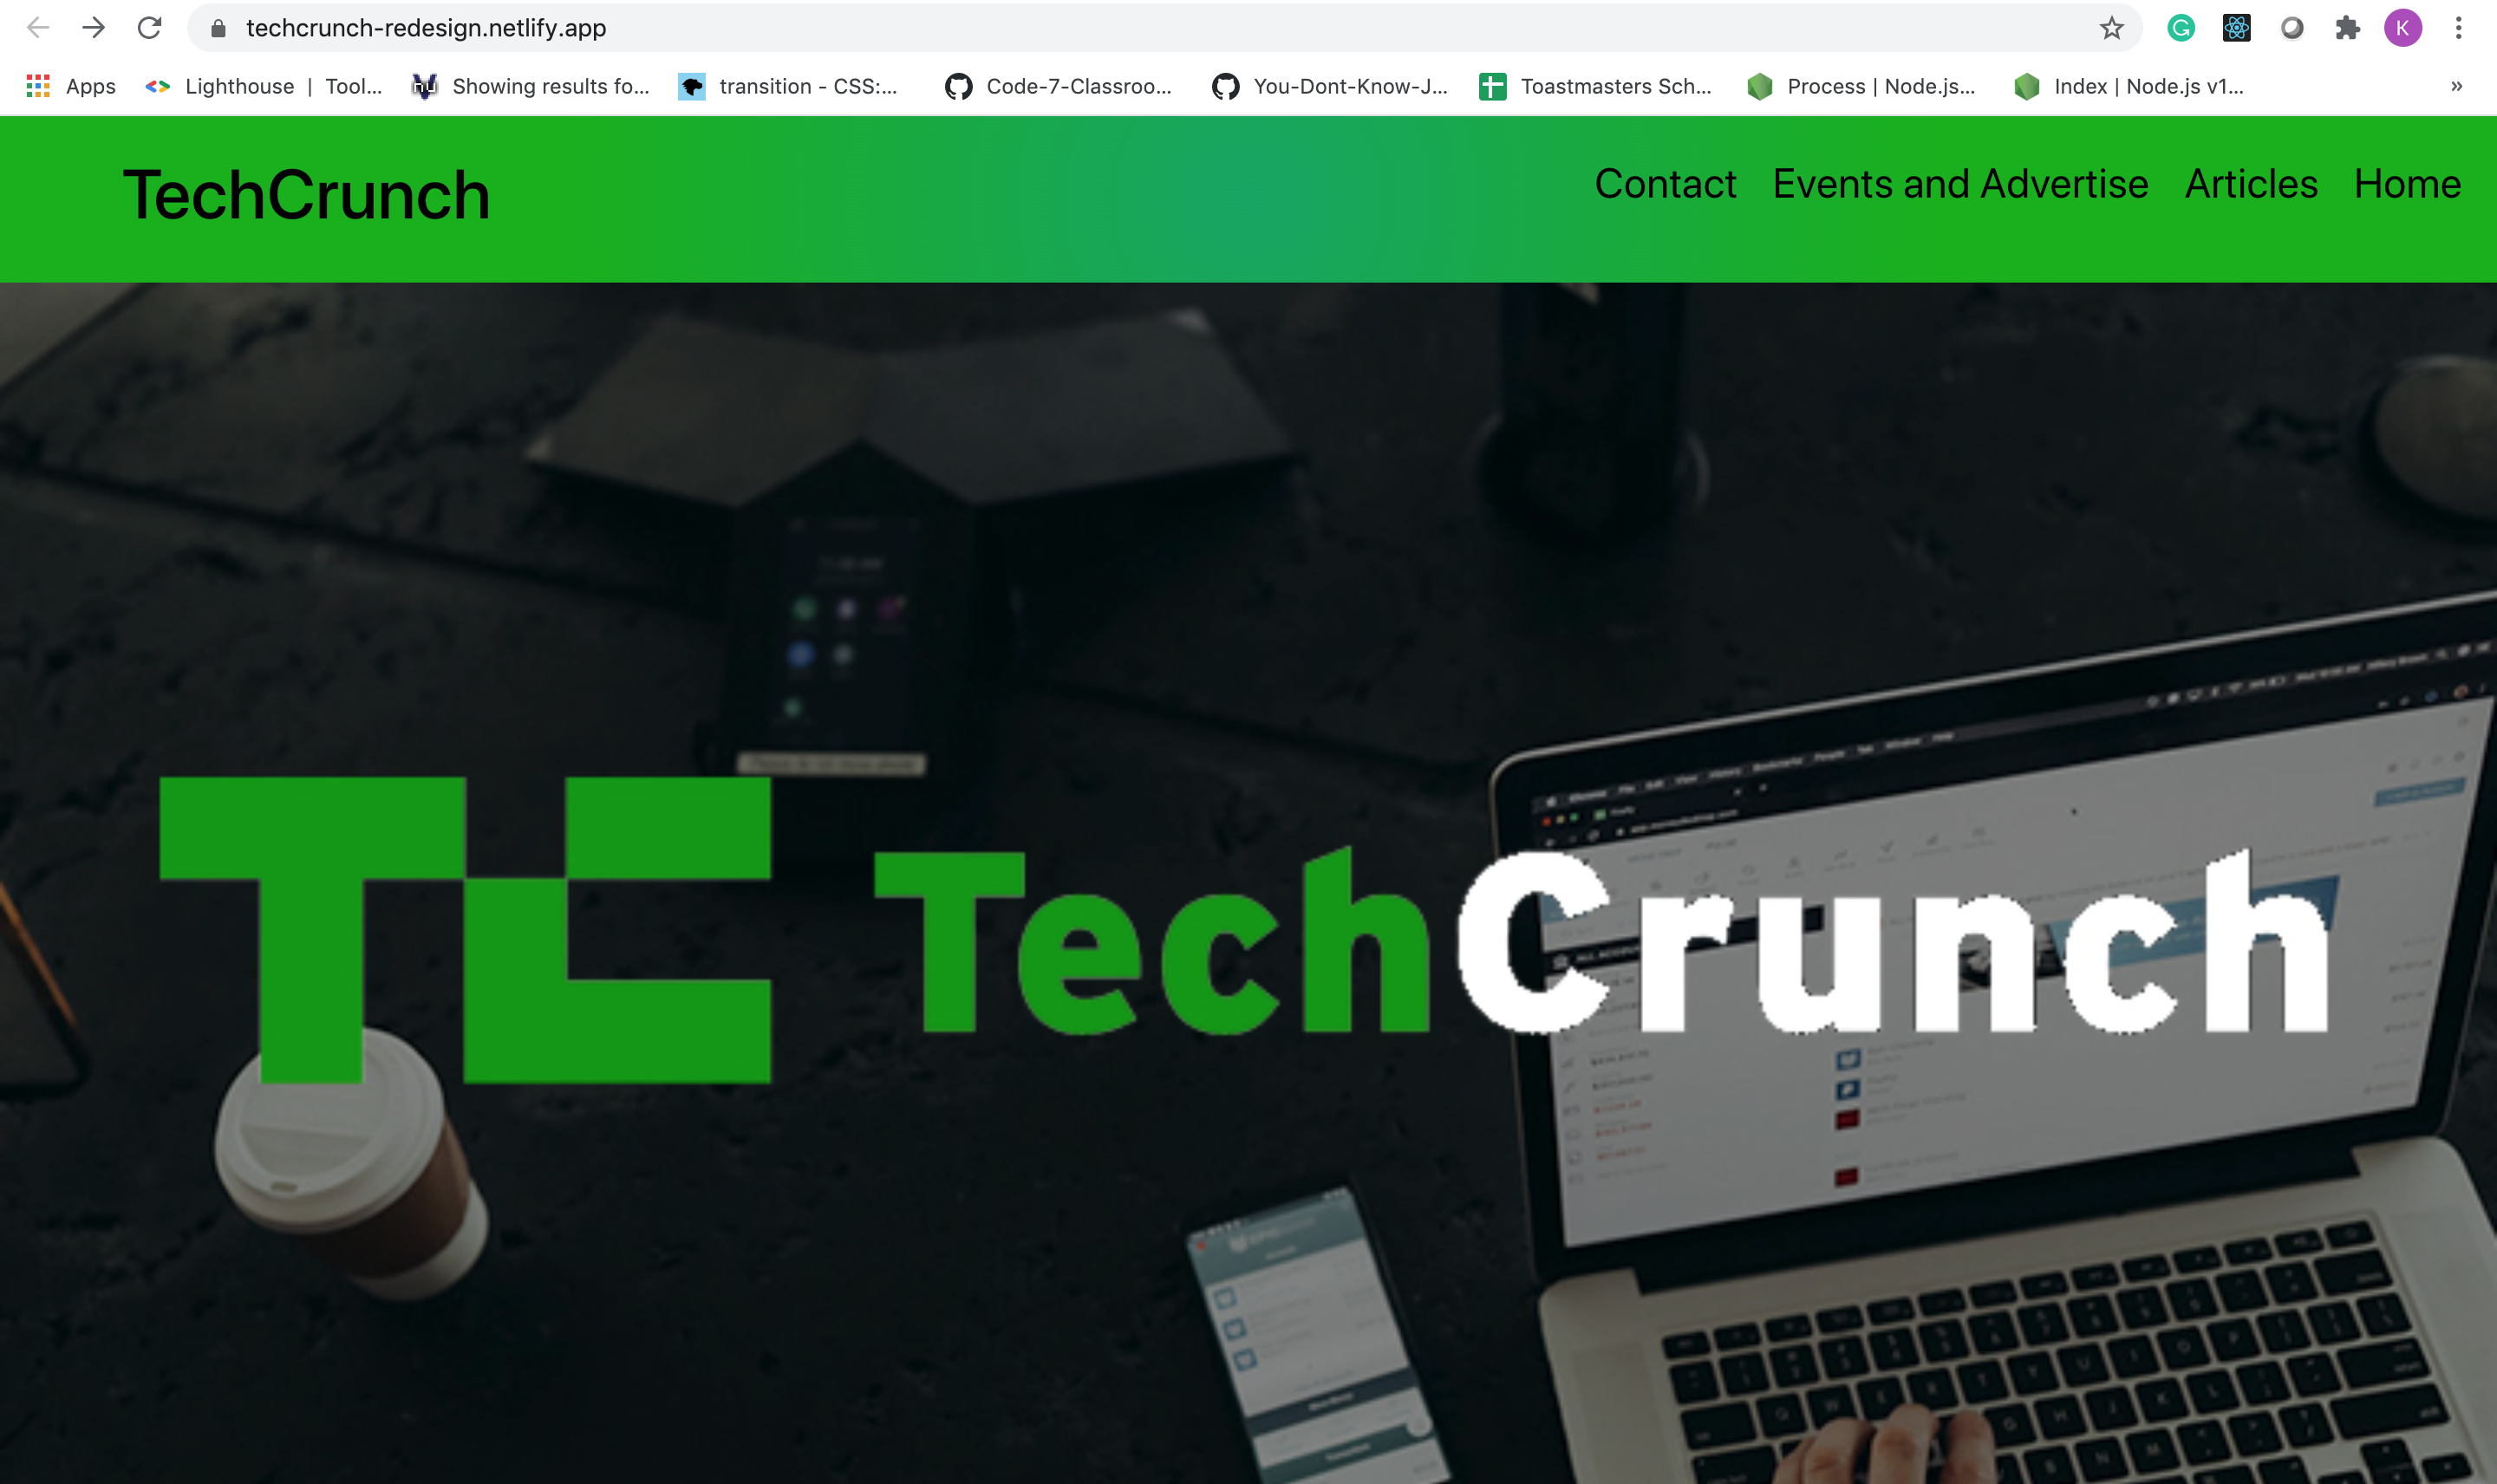 techcrunch-redesign.netlify.app
K
Apps
Lighthouse | Tool...
Showing results fo...
transition - CSS:...
Code-7-Classroo...
You-Dont-Know-J...
Toastmasters Sch...
Process | Node.js...
Index | Node.js v1...
»
TechCrunch
Contact Events and Advertise Articles Home
TC TechCrunch